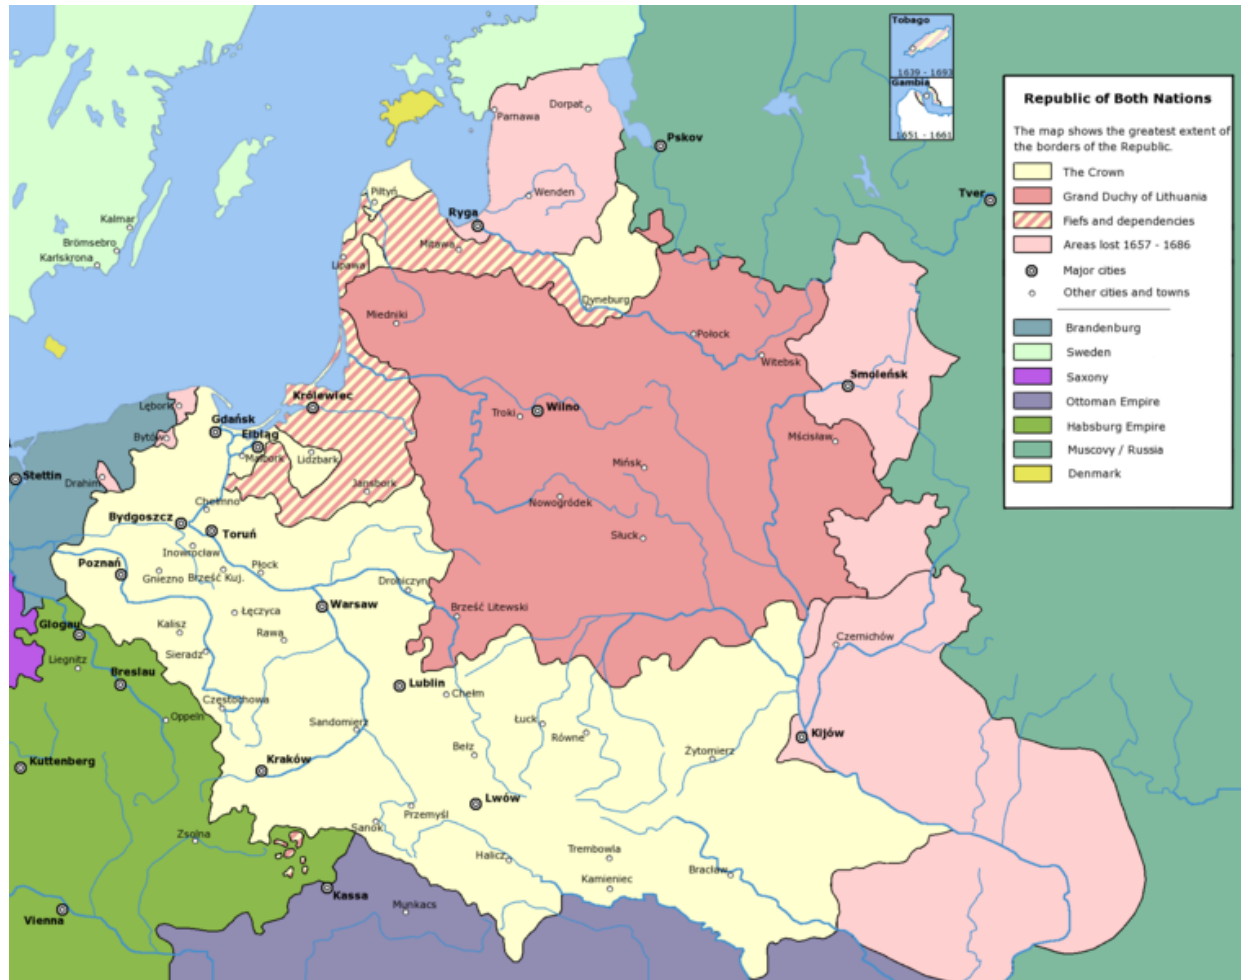 Tobago
1639 - 1693
Gambia
1651 - 1661
Republic of Both Nations
The map shows the greatest extent of
the borders of the Republic.
The Crown
Grand Duchy of Lithuania
Fiefs and dependencies
Areas lost 1657 - 1686
Major cities
Other cities and towns
Brandenburg
Sweden
Saxony
Ottoman Empire
Habsburg Empire
Muscovy / Russia
Denmark
Parnawa
Dorpat
Pskov
Tver
Piltyń
Wenden
Ryga
Kalmar
Brömsebro
Karlskrona
Mitawa
Lipawa
Dyneburg
Miedniki
Połock
Witebsk
Smoleńsk
Królewiec
Lębork
Gdańsk
Troki
Wilno
Bytów
Elbląg
Malbork
Lidzbark
Mścisław
Mińsk
Stettin
Drahim
Jansbork
Chełmno
Nowogródek
Bydgoszcz
Toruń
Słuck
Inowrocław
Poznań
Gniezno
Brześć Kuj.
Płock
Drohiczyn
Warsaw
Brześć Litewski
Łęczyca
Kalisz
Rawa
Glogau
Sieradz
Czernichów
Liegnitz
Breslau
Lublin
Chełm
Częstochowa
Oppeln
Sandomierz
Łuck
Równe
Kijów
Bełz
Żytomierz
Kuttenberg
Kraków
Lwów
Przemyśl
Sanok
Zsolna
Halicz
Trembowla
Bracław
Kamieniec
Kassa
Munkacs
Vienna